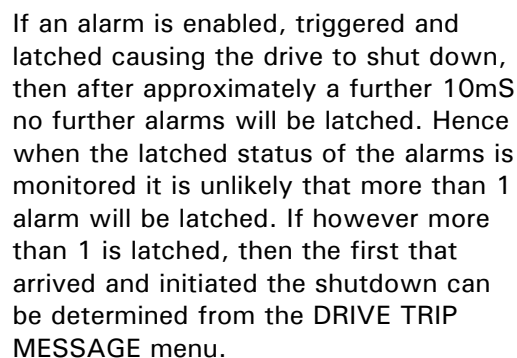 If an alarm is enabled, triggered and
latched causing the drive to shut down,
then after approximately a further 10mS
no further alarms will be latched. Hence
when the latched status of the alarms is
monitored it is unlikely that more than 1
alarm will be latched. If however more
than 1 is latched, then the first that
arrived and initiated the shutdown can
be determined from the DRIVE TRIP
MESSAGE menu.